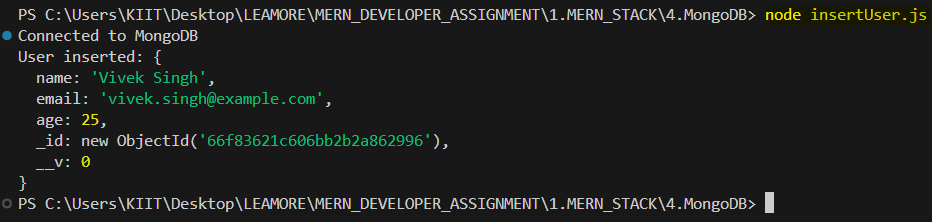 PS C:\Users\KIIT\Desktop\LEAMORE\MERN_DEVELOPER_ASSIGNMENT\1.MERN_STACK\4.MongoDB> node insertUser.js
Connected to MongoDB
User inserted: {
  name: 'Vivek Singh',
  email: 'vivek.singh@example.com',
  age: 25,
  _id: new ObjectId('66f83621c606bb2b2a862996'),
  __v: 0
}
PS C:\Users\KIIT\Desktop\LEAMORE\MERN_DEVELOPER_ASSIGNMENT\1.MERN_STACK\4.MongoDB>